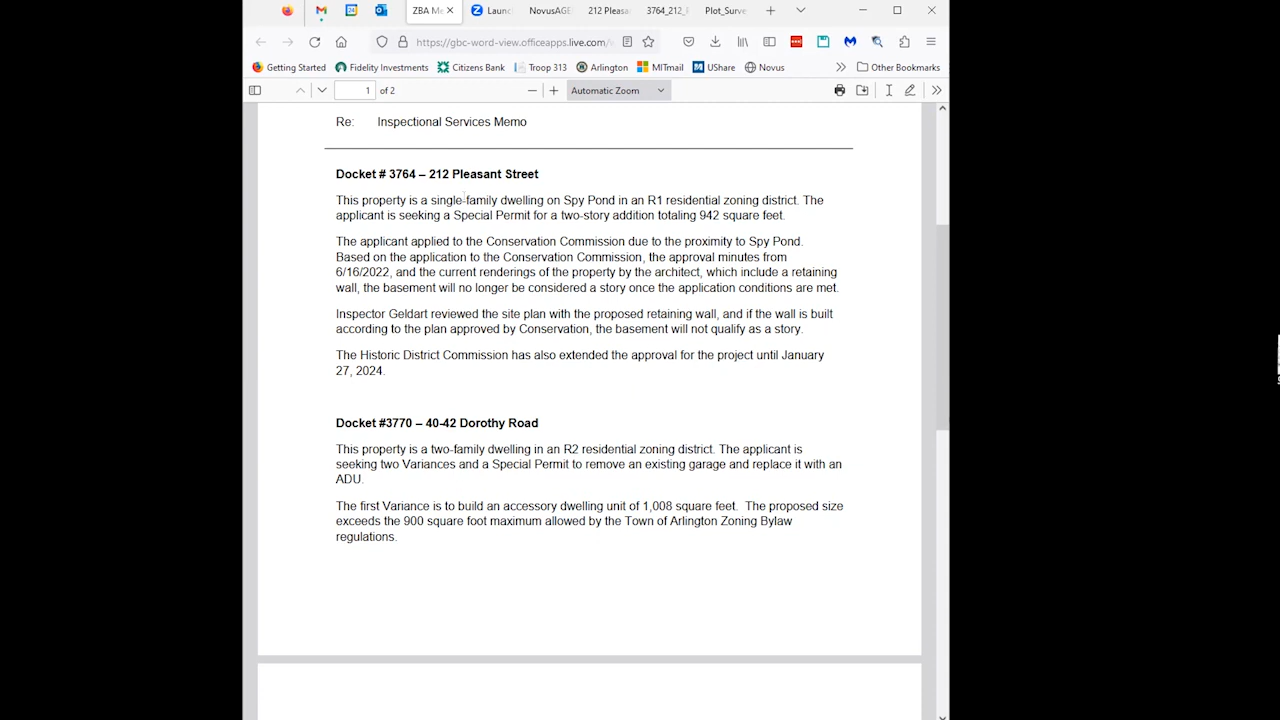 ZBA Me
Launc
NovusAGE
212 Pleasa
3764_212_
Plot_Surve
https://gbc-word-view.officeapps.live.com/
Getting Started
Fidelity Investments
Citizens Bank
Troop 313
Arlington
MITmail
UShare
Novus
Other Bookmarks
1 of 2
Automatic Zoom
Re: Inspectional Services Memo
Docket # 3764 – 212 Pleasant Street
This property is a single-family dwelling on Spy Pond in an R1 residential zoning district. The
applicant is seeking a Special Permit for a two-story addition totaling 942 square feet.
The applicant applied to the Conservation Commission due to the proximity to Spy Pond.
Based on the application to the Conservation Commission, the approval minutes from
6/16/2022, and the current renderings of the property by the architect, which include a retaining
wall, the basement will no longer be considered a story once the application conditions are met.
Inspector Geldart reviewed the site plan with the proposed retaining wall, and if the wall is built
according to the plan approved by Conservation, the basement will not qualify as a story.
The Historic District Commission has also extended the approval for the project until January
27, 2024.
Docket #3770 – 40-42 Dorothy Road
This property is a two-family dwelling in an R2 residential zoning district. The applicant is
seeking two Variances and a Special Permit to remove an existing garage and replace it with an
ADU.
The first Variance is to build an accessory dwelling unit of 1,008 square feet. The proposed size
exceeds the 900 square foot maximum allowed by the Town of Arlington Zoning Bylaw
regulations.